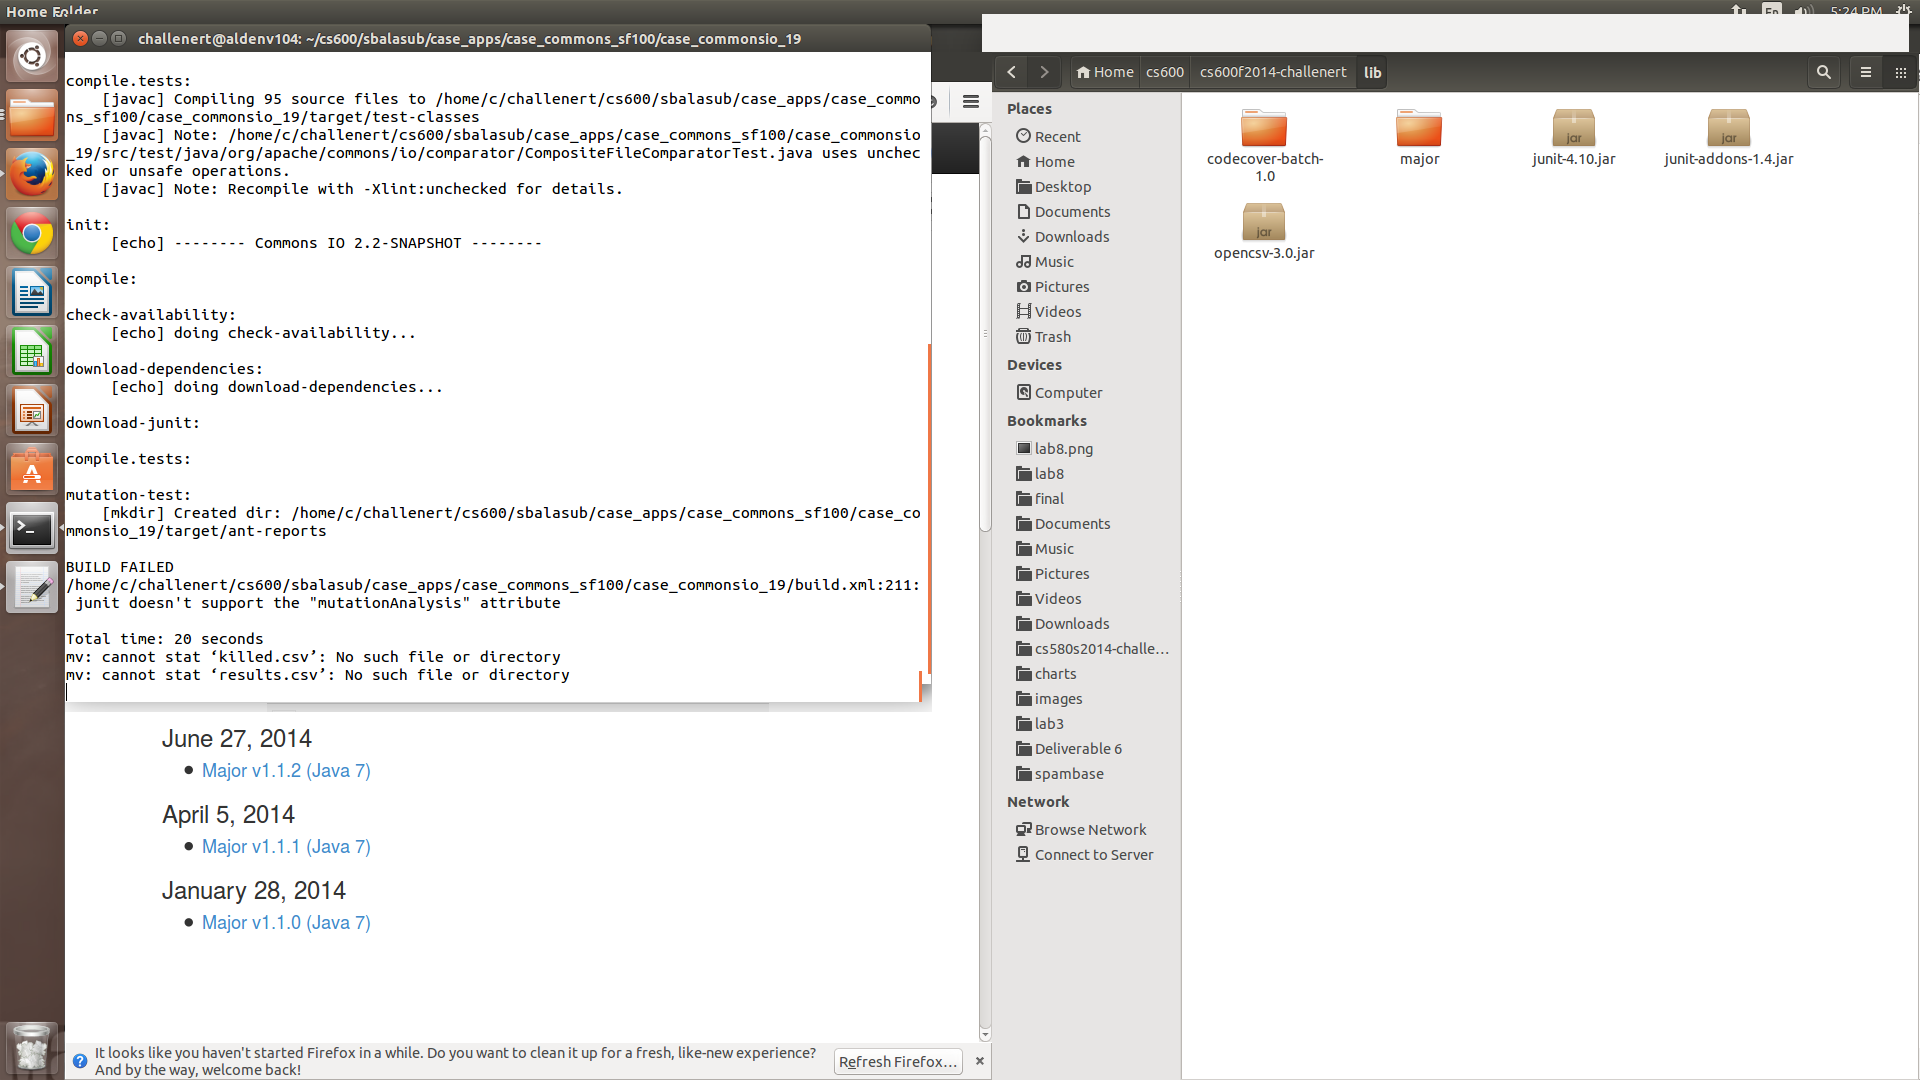 Home Folder
En
5:24 PM
challenert@aldenv104: ~/cs600/sbalasub/case_apps/case_commons_sf100/case_commonsio_19
compile.tests:
[javac] Compiling 95 source files to /home/c/challenert/cs600/sbalasub/case_apps/case_commo
ns_sf100/case_commonsio_19/target/test-classes
[javac] Note: /home/c/challenert/cs600/sbalasub/case_apps/case_commons_sf100/case_commonsio
_19/src/test/java/org/apache/commons/io/comparator/CompositeFileComparatorTest.java uses unchec
ked or unsafe operations.
[javac] Note: Recompile with -Xlint:unchecked for details.
init:
[echo] -------- Commons IO 2.2-SNAPSHOT --------
compile:
check-availability:
[echo] doing check-availability...
download-dependencies:
[echo] doing download-dependencies...
download-junit:
compile.tests:
mutation-test:
[mkdir] Created dir: /home/c/challenert/cs600/sbalasub/case_apps/case_commons_sf100/case_co
mmonsio_19/target/ant-reports
BUILD FAILED
/home/c/challenert/cs600/sbalasub/case_apps/case_commons_sf100/case_commonsio_19/build.xml:211:
junit doesn't support the "mutationAnalysis" attribute
Total time: 20 seconds
mv: cannot stat ‘killed.csv’: No such file or directory
mv: cannot stat ‘results.csv’: No such file or directory
June 27, 2014
Major v1.1.2 (Java 7)
April 5, 2014
Major v1.1.1 (Java 7)
January 28, 2014
Major v1.1.0 (Java 7)
It looks like you haven't started Firefox in a while. Do you want to clean it up for a fresh, like-new experience?
And by the way, welcome back!
Refresh Firefox...
Home
cs600
cs600f2014-challenert
lib
Places
Recent
Home
Desktop
Documents
Downloads
Music
Pictures
Videos
Trash
Devices
Computer
Bookmarks
lab8.png
lab8
final
Documents
Music
Pictures
Videos
Downloads
cs580s2014-challe...
charts
images
lab3
Deliverable 6
spambase
Network
Browse Network
Connect to Server
codecover-batch-
1.0
major
jar
junit-4.10.jar
jar
junit-addons-1.4.jar
jar
opencsv-3.0.jar